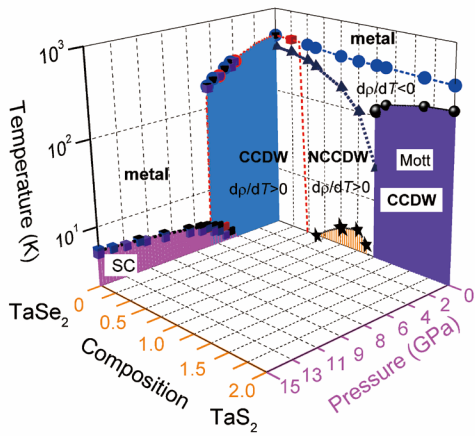 10³
10²
10¹
Temperature (K)
metal
metal
dρ/dT<0
CCDW
dρ/dT>0
NCCDW
dρ/dT>0
Mott
CCDW
SC
TaSe₂
0
0.5
1.0
1.5
2.0
Composition
TaS₂
15
13
11
9
8
6
4
2
0
Pressure (GPa)